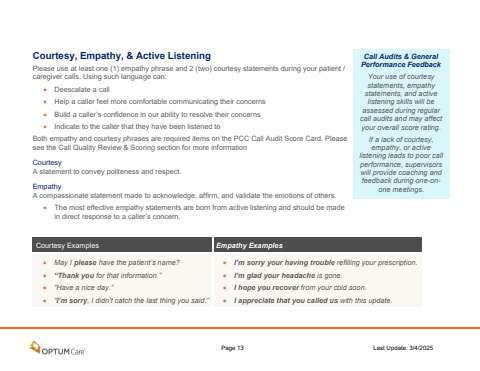 Courtesy, Empathy, & Active Listening
Please use at least one (1) empathy phrase and 2 (two) courtesy statements during your patient /
caregiver calls. Using such language can:
• Deescalate a call
• Help a caller feel more comfortable communicating their concerns
• Build a caller's confidence in our ability to resolve their concerns
• Indicate to the caller that they have been listened to
Both empathy and courtesy phrases are required items on the PCC Call Audit Score Card. Please
see the Call Quality Review & Scoring section for more information
Courtesy
A statement to convey politeness and respect.
Empathy
A compassionate statement made to acknowledge, affirm, and validate the emotions of others.
• The most effective empathy statements are born from active listening and should be made
in direct response to a caller's concern.
Call Audits & General
Performance Feedback
Your use of courtesy
statements, empathy
statements, and active
listening skills will be
assessed during regular
call audits and may affect
your overall score rating.
If a lack of courtesy,
empathy, or active
listening leads to poor call
performance, supervisors
will provide coaching and
feedback during one-on-
one meetings.
Courtesy Examples
• May I please have the patient's name?
• "Thank you for that information."
• "Have a nice day."
• "I'm sorry, I didn't catch the last thing you said."
Empathy Examples
• I'm sorry your having trouble refilling your prescription.
• I'm glad your headache is gone.
• I hope you recover from your cold soon.
• I appreciate that you called us with this update.
OPTUMCare
Page 13
Last Update: 3/4/2025